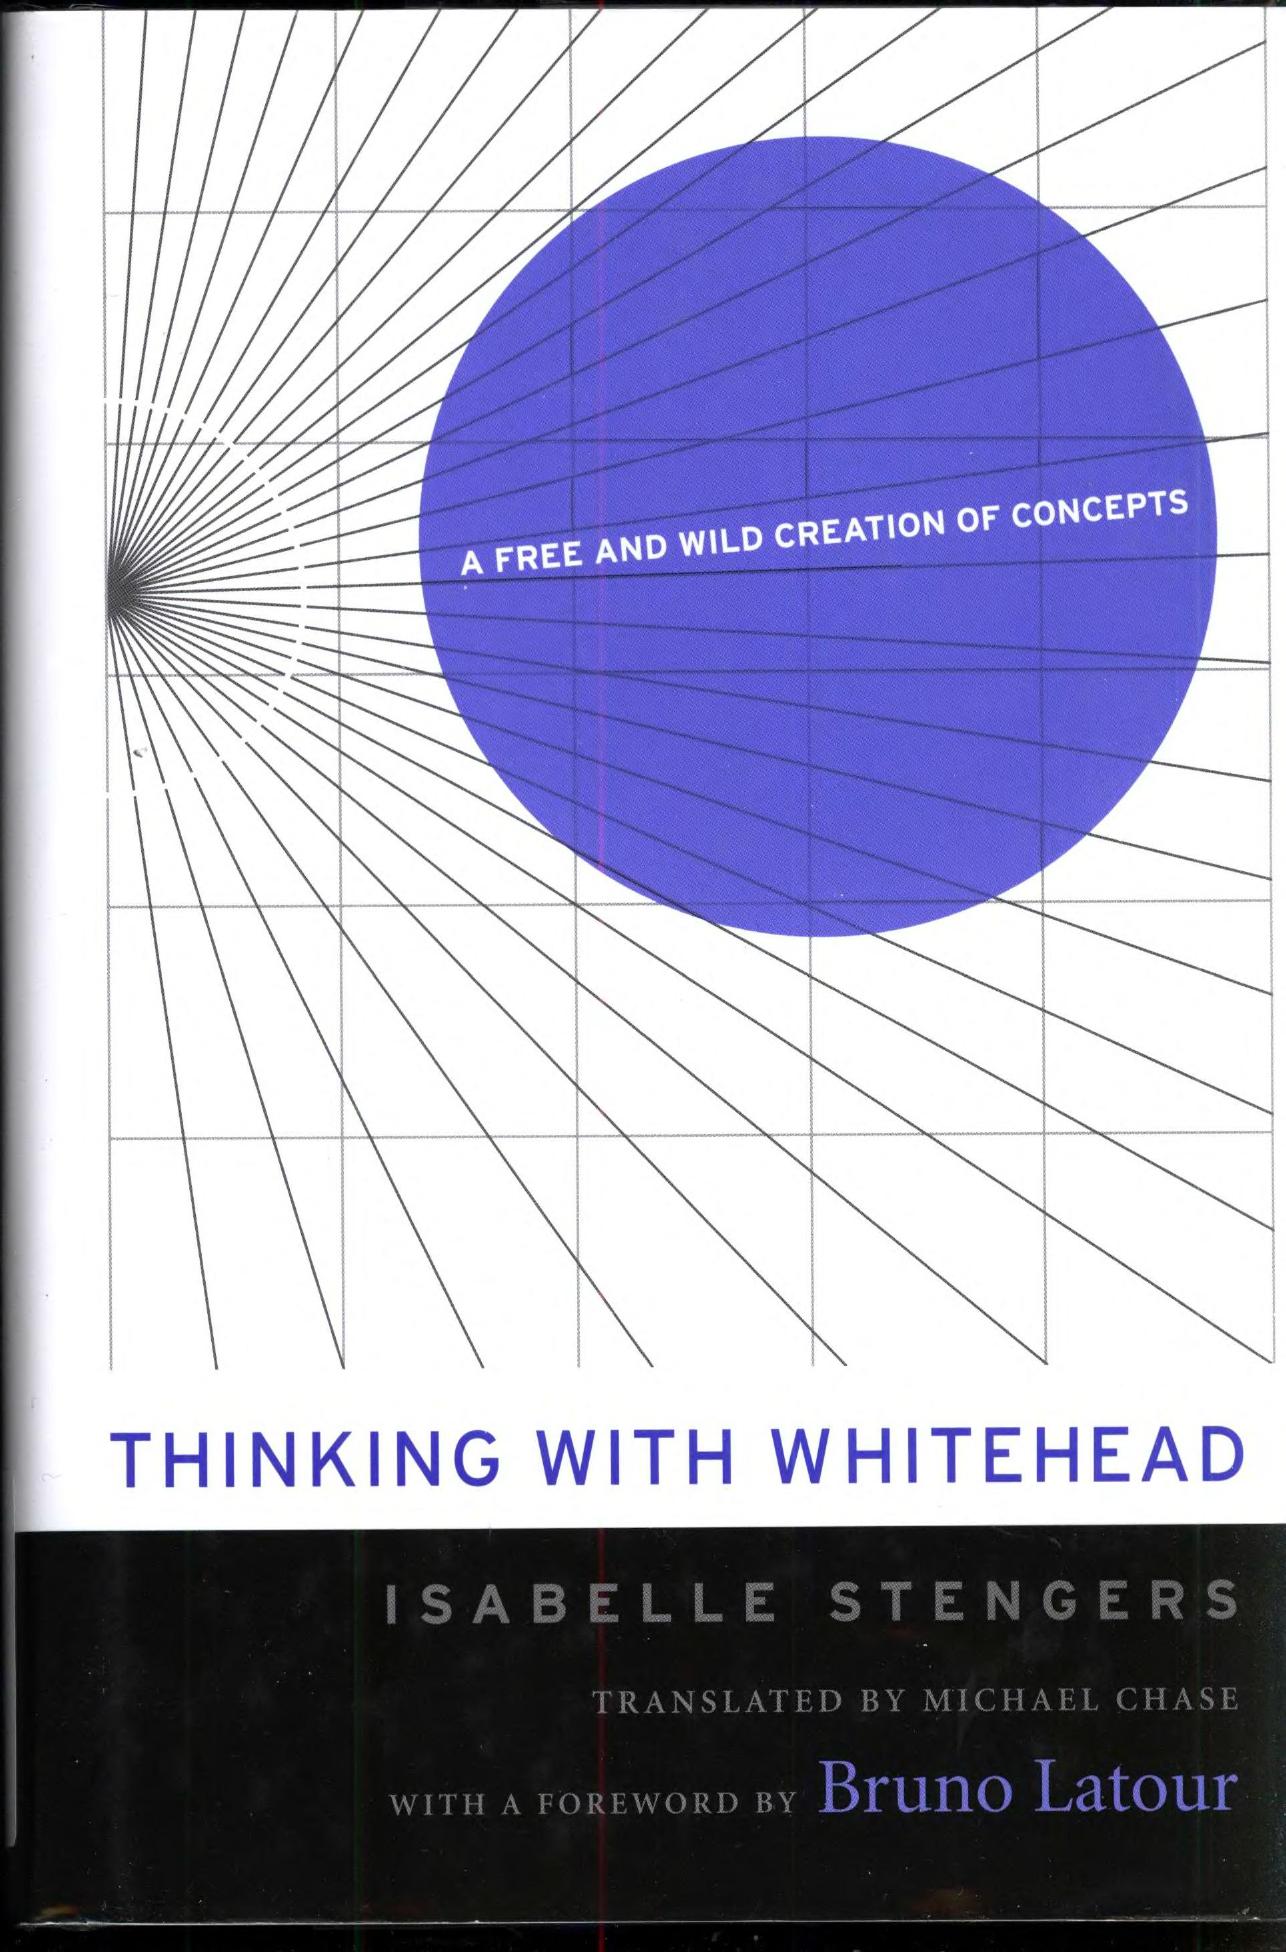 A FREE AND WILD CREATION OF CONCEPTS
THINKING WITH WHITEHEAD
ISABELLE STENGERS
TRANSLATED BY MICHAEL CHASE
WITH A FOREWORD BY Bruno Latour